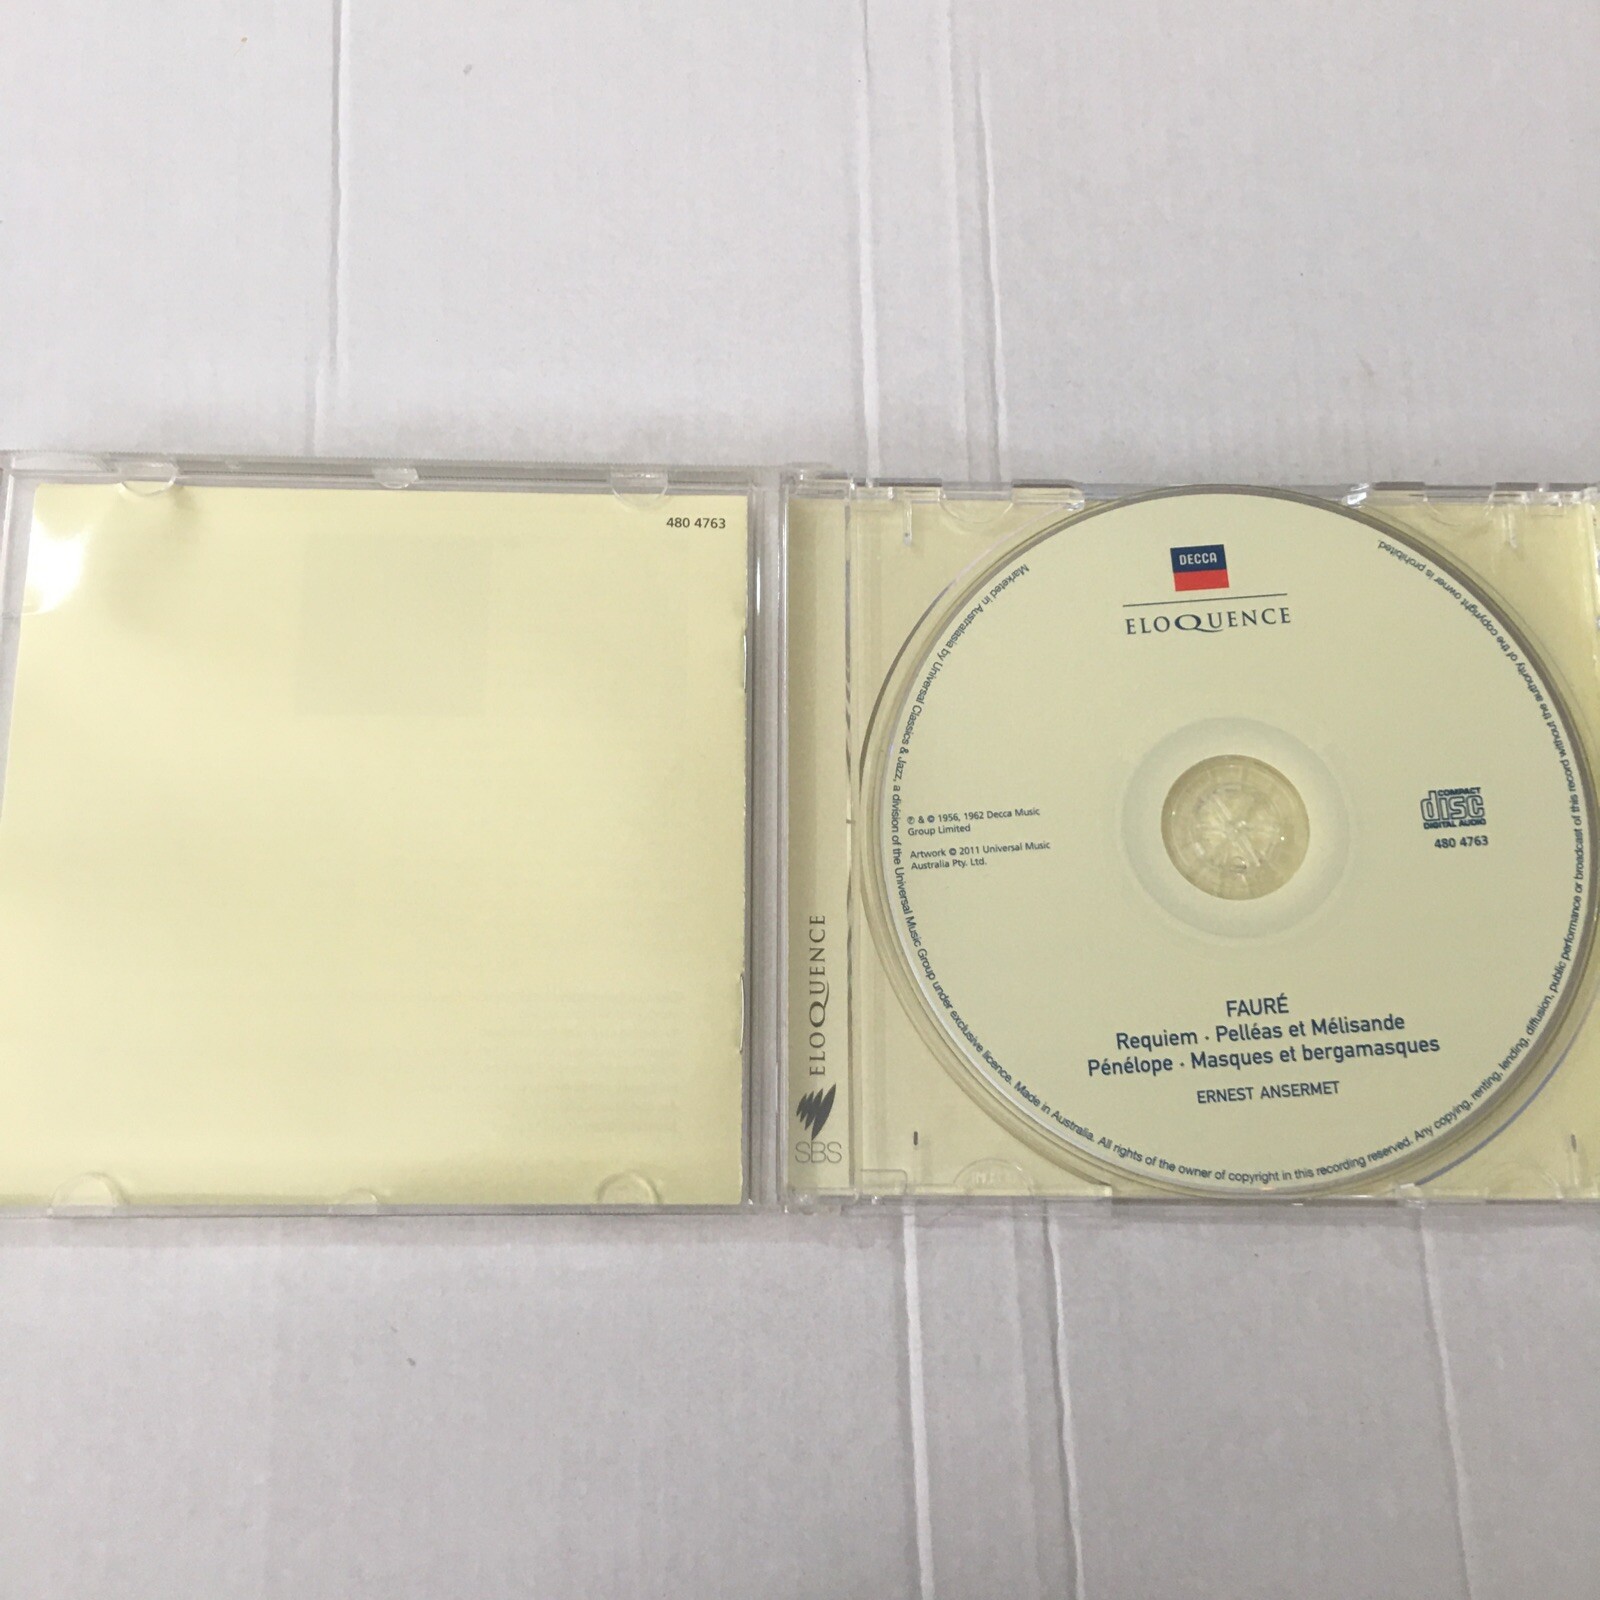 480 4763
ELOQUENCE
SBS
DECCA
ELOQUENCE
℗ & © 1956, 1962 Decca Music
Group Limited
Artwork © 2011 Universal Music
Australia Pty. Ltd.
COMPACT
disc
DIGITAL AUDIO
480 4763
FAURÉ
Requiem · Pelléas et Mélisande
Pénélope · Masques et bergamasques
ERNEST ANSERMET
Marketed in Australasia by Universal Classics & Jazz, a division of the Universal Music Group under exclusive licence. Made in Australia. All rights of the owner of copyright in this recording reserved. Any copying, renting, lending, diffusion, public performance or broadcast of this record without the authority of the copyright owner is prohibited.